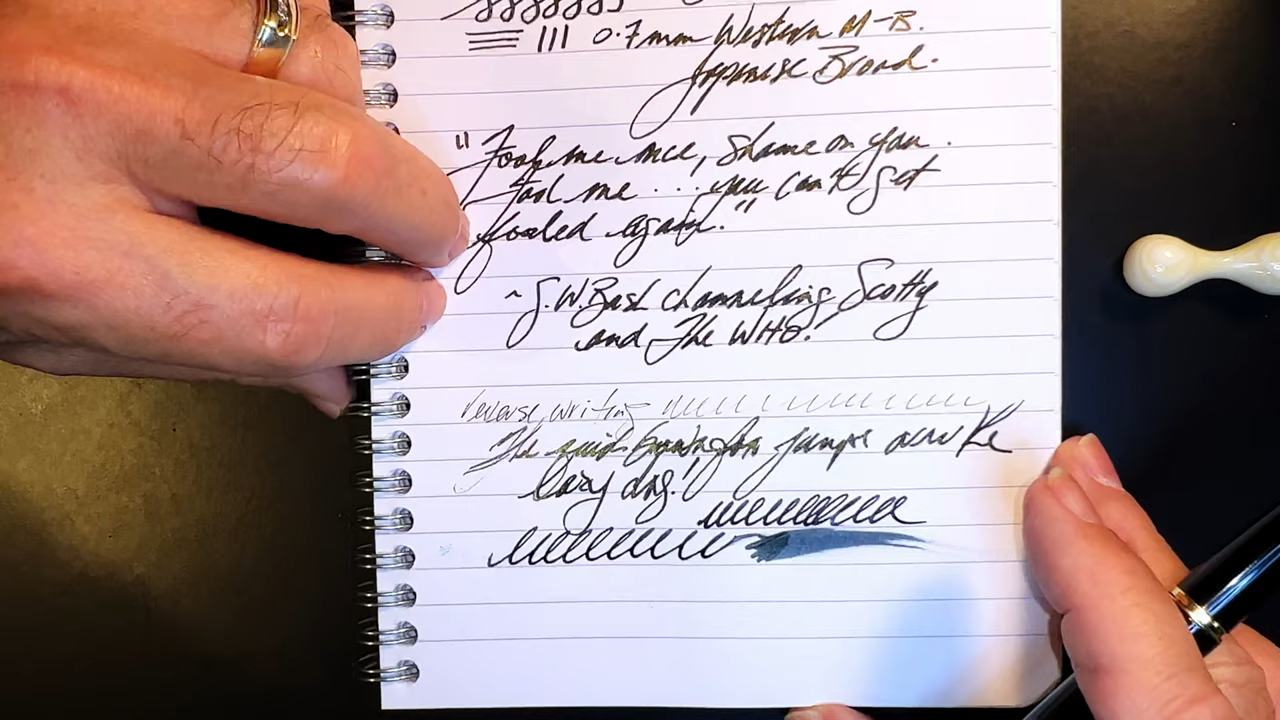 0.7mm Western M-B.
Japanese Broad.
"Fool me once, shame on you.
Fool me ... you can't get
fooled again."
~G.W.Bush channeling Scotty
and The WHO!
reverse writing
The quick brown fox jumps over the
lazy dog!